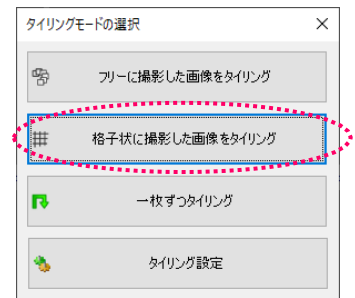 タイリングモードの選択
フリーに撮影した画像をタイリング
格子状に撮影した画像をタイリング
一枚ずつタイリング
タイリング設定